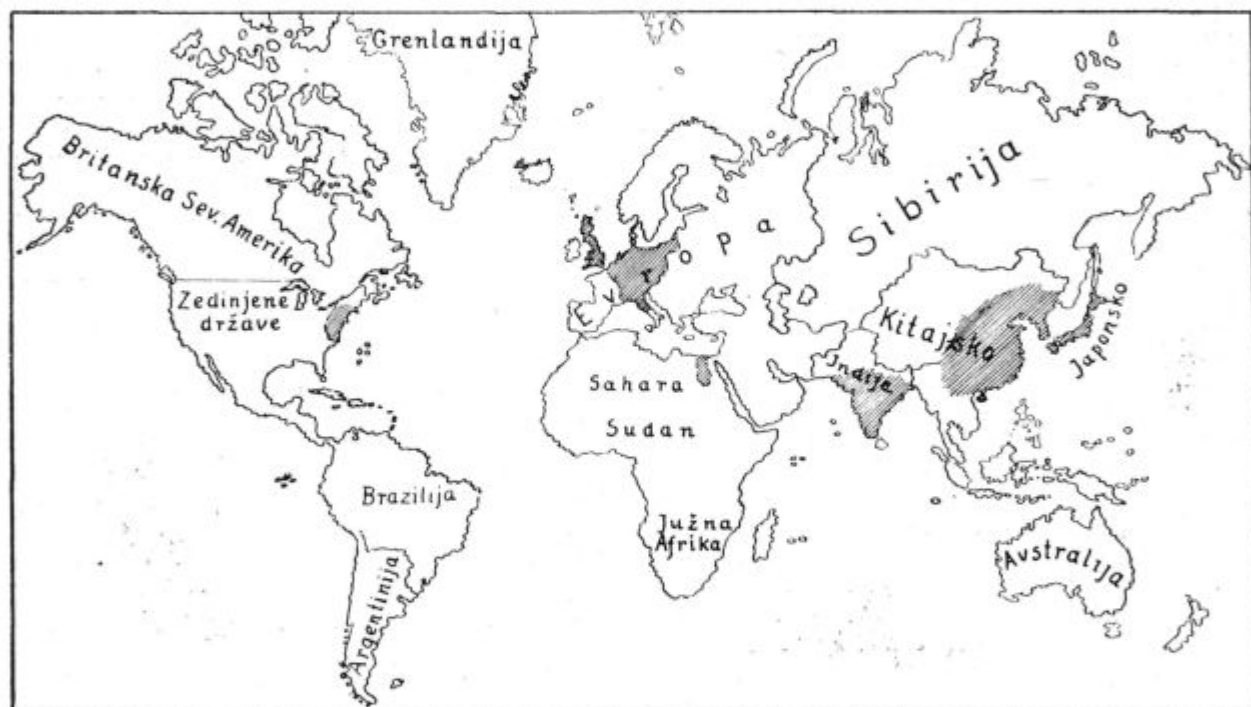 Grenlandija
Britanska Sev. Amerika
Sibirija
Evropa
Zedinjene
države
Kitajsko
Japonsko
Indija
Sahara
Sudan
Brazilija
Južna
Afrika
Avstralija
Argentinija